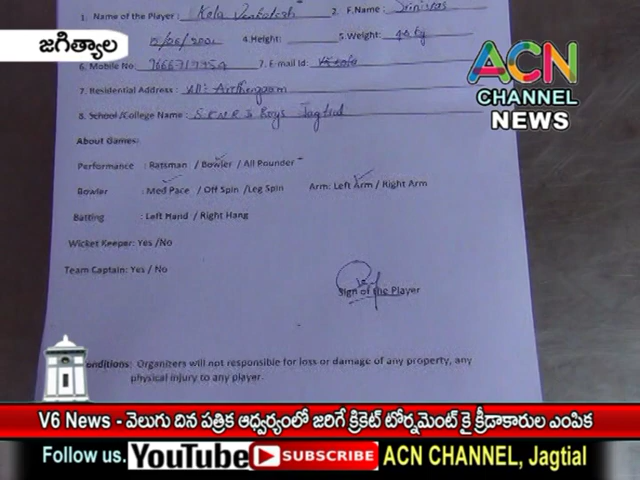 జగిత్యాల
ACN
CHANNEL
NEWS
1. Name of the Player : Kola Venkatesh 2. F.Name : Srinivas
4.Height: 5.Weight: 40 kg
6. Mobile No: 7. E-mail Id:
7. Residential Address : Vill:
8. School /College Name : Jagtial
About Games:
Performance : Batsman / Bowler / All Pounder
Bowler : Med Pace / Off Spin /Leg Spin Arm: Left Arm / Right Arm
Batting : Left Hand / Right Hang
Wicket Keeper: Yes /No
Team Captain: Yes / No
Sign of the Player
onditions: Organizers will not responsible for loss or damage of any property, any
physical injury to any player.
V6 News - వెలుగు దిన పత్రిక ఆధ్వర్యంలో జరిగే క్రికెట్ టోర్నమెంట్ కై క్రీడాకారుల ఎంపిక
Follow us. YouTube SUBSCRIBE ACN CHANNEL, Jagtial